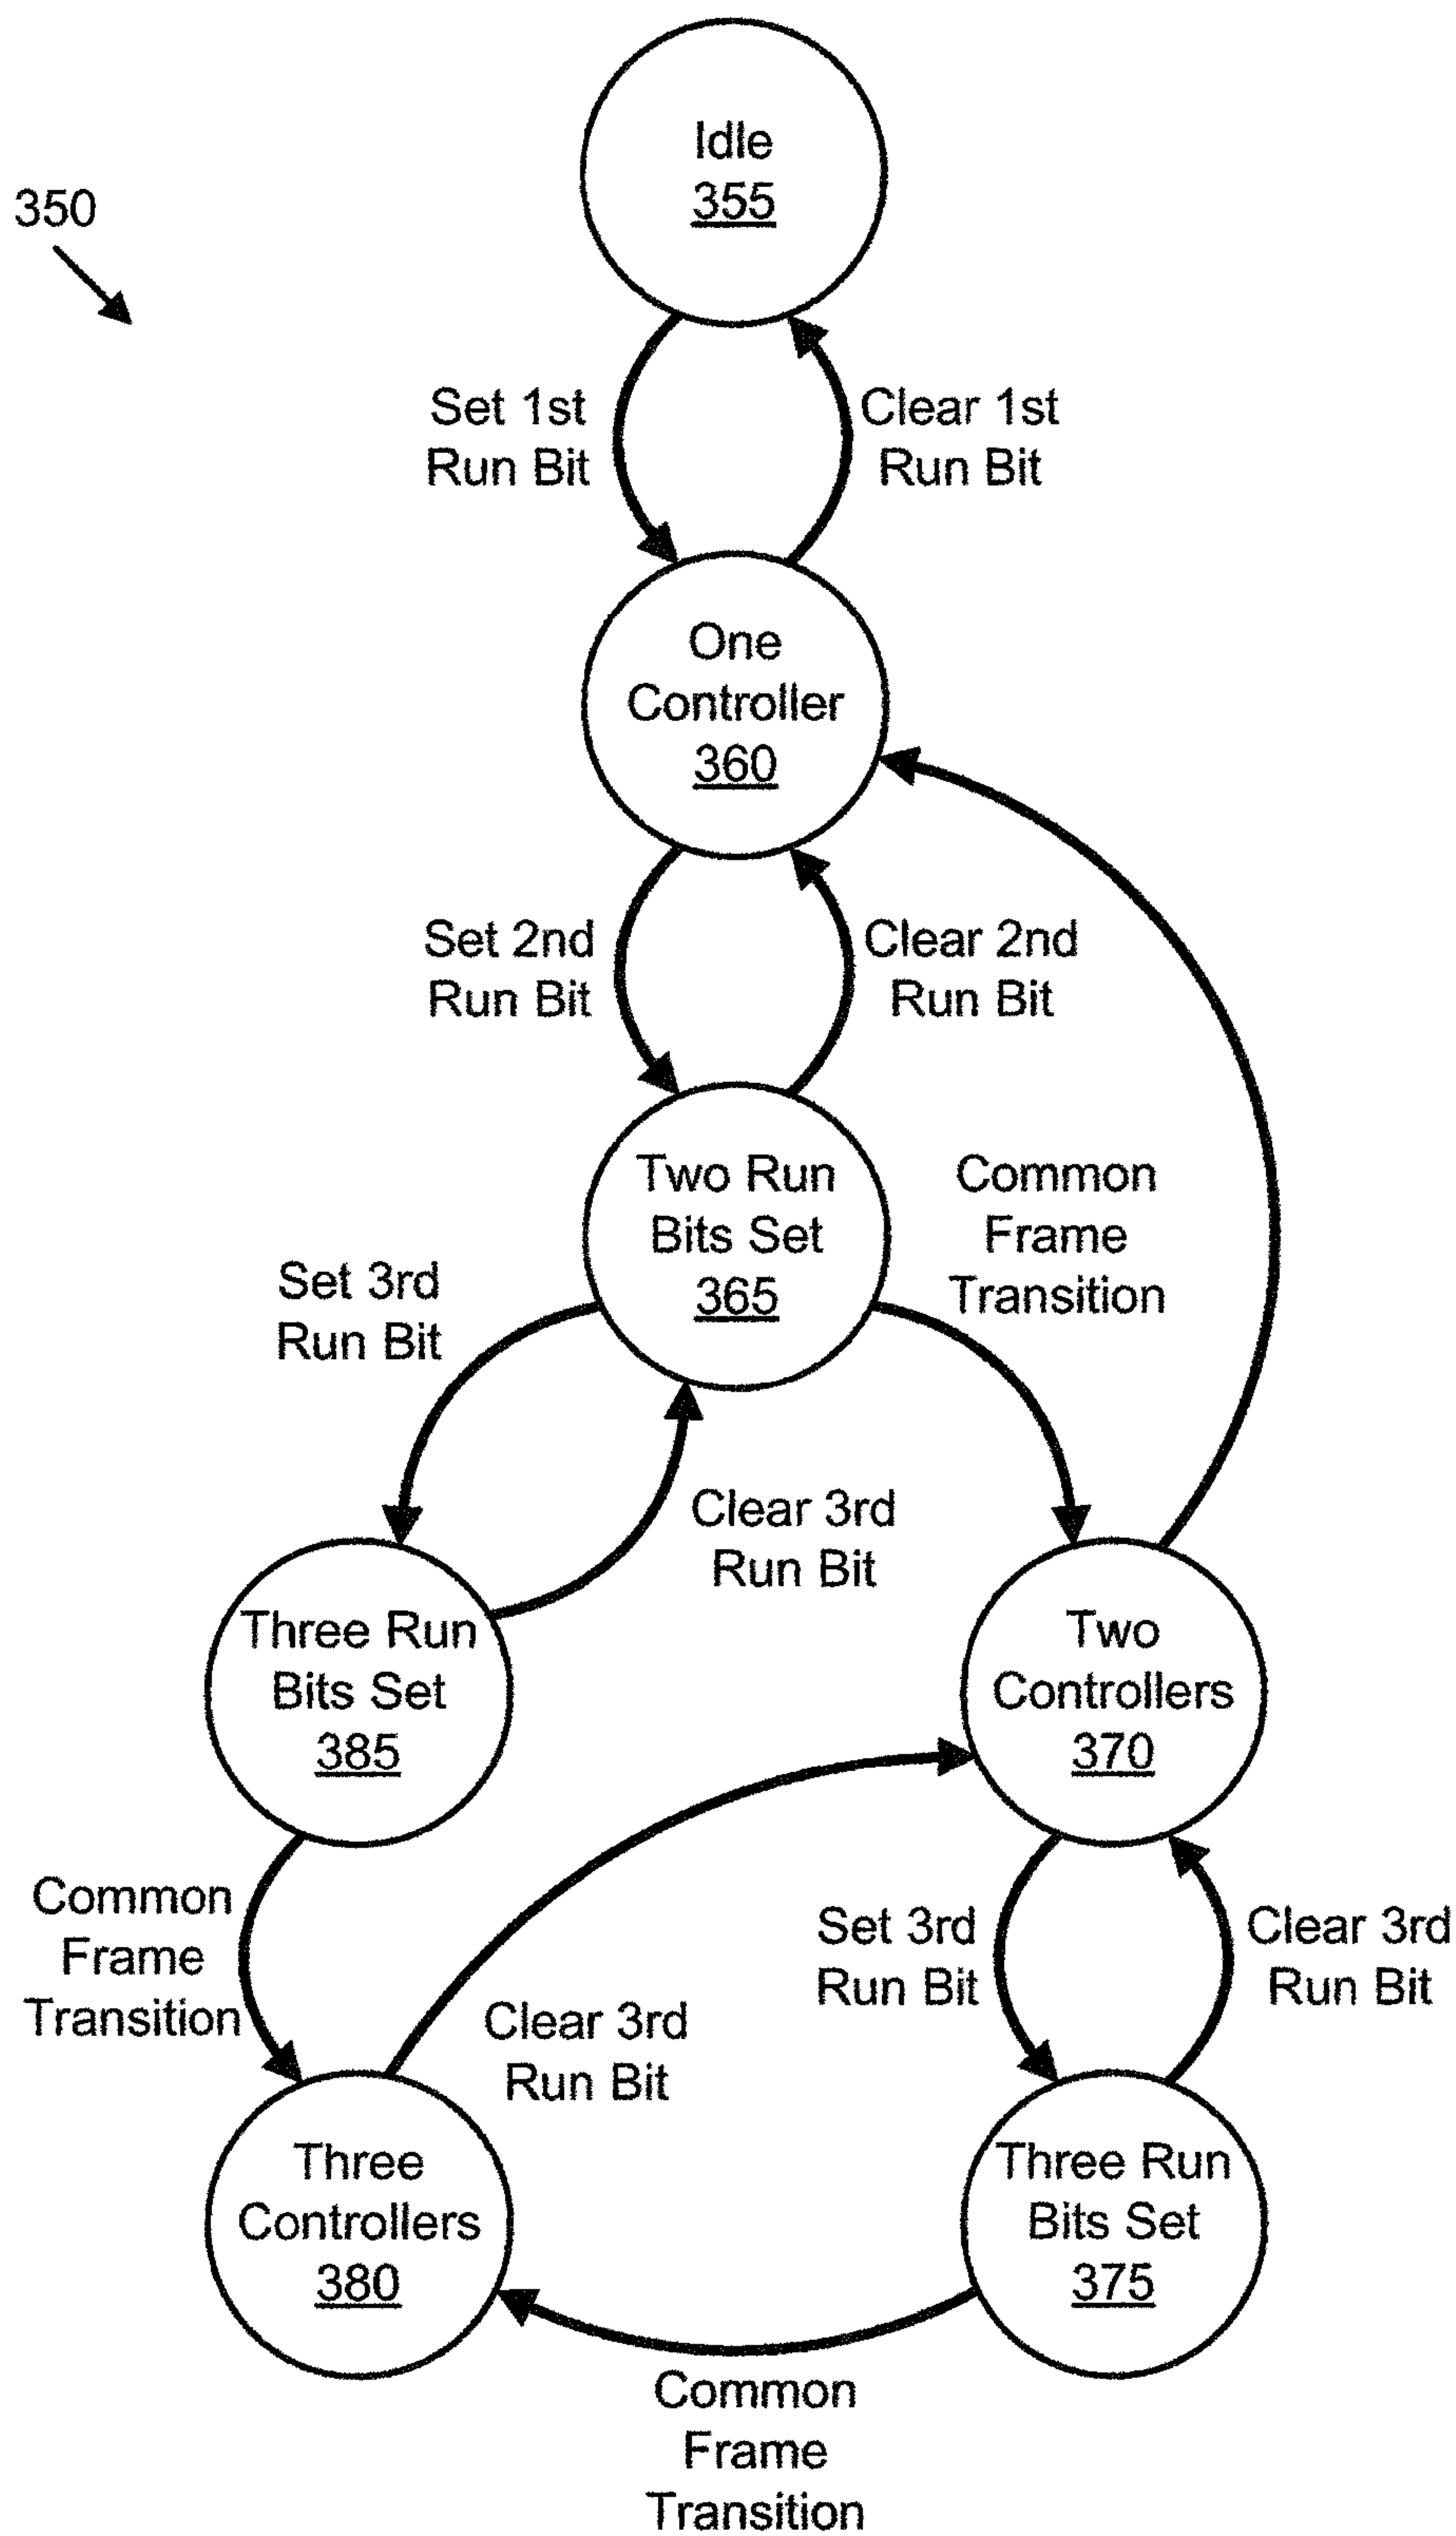 Idle
355
350
Set 1st
Run Bit
Clear 1st
Run Bit
One
Controller
360
Set 2nd
Run Bit
Clear 2nd
Run Bit
Two Run
Bits Set
365
Common
Frame
Transition
Set 3rd
Run Bit
Clear 3rd
Run Bit
Three Run
Bits Set
385
Two
Controllers
370
Common
Frame
Transition
Set 3rd
Run Bit
Clear 3rd
Run Bit
Clear 3rd
Run Bit
Three
Controllers
380
Three Run
Bits Set
375
Common
Frame
Transition